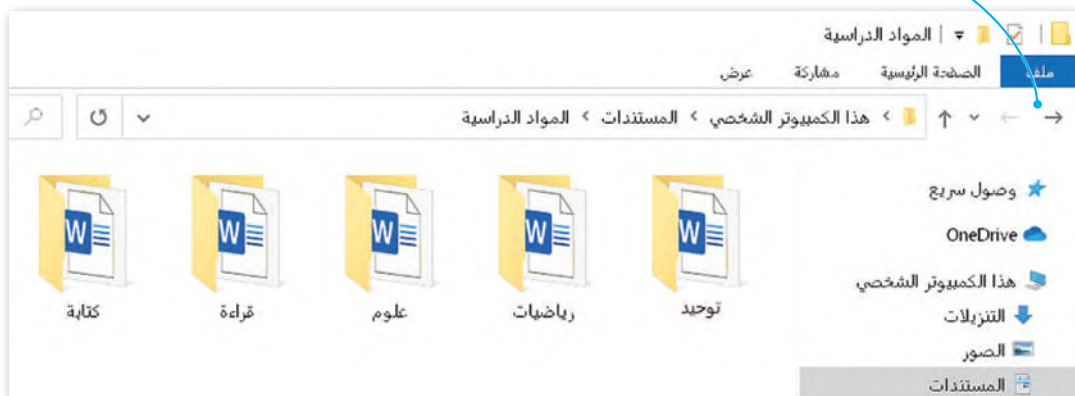 المواد الدراسية
ملف الصفحة الرئيسية مشاركة عرض
هذا الكمبيوتر الشخصي > المستندات > المواد الدراسية
وصول سريع
OneDrive
هذا الكمبيوتر الشخصي
التنزيلات
الصور
المستندات
توحيد رياضيات علوم قراءة كتابة